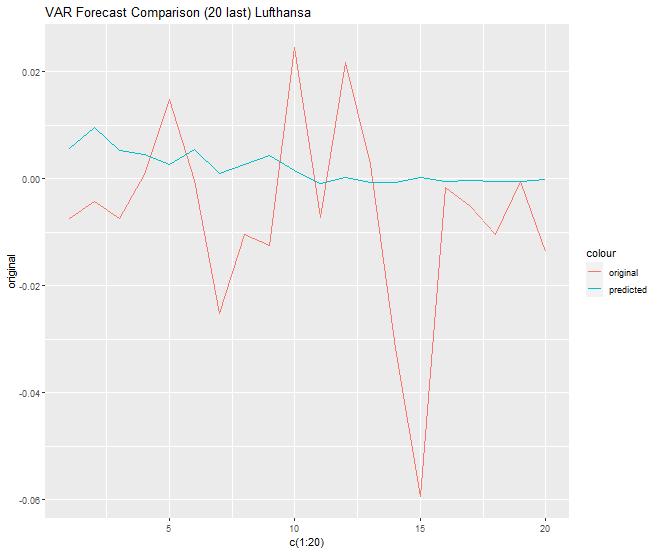 VAR Forecast Comparison (20 last) Lufthansa
0.02
0.00
-0.02
-0.04
-0.06
original
5
10
15
20
c(1:20)
colour
original
predicted